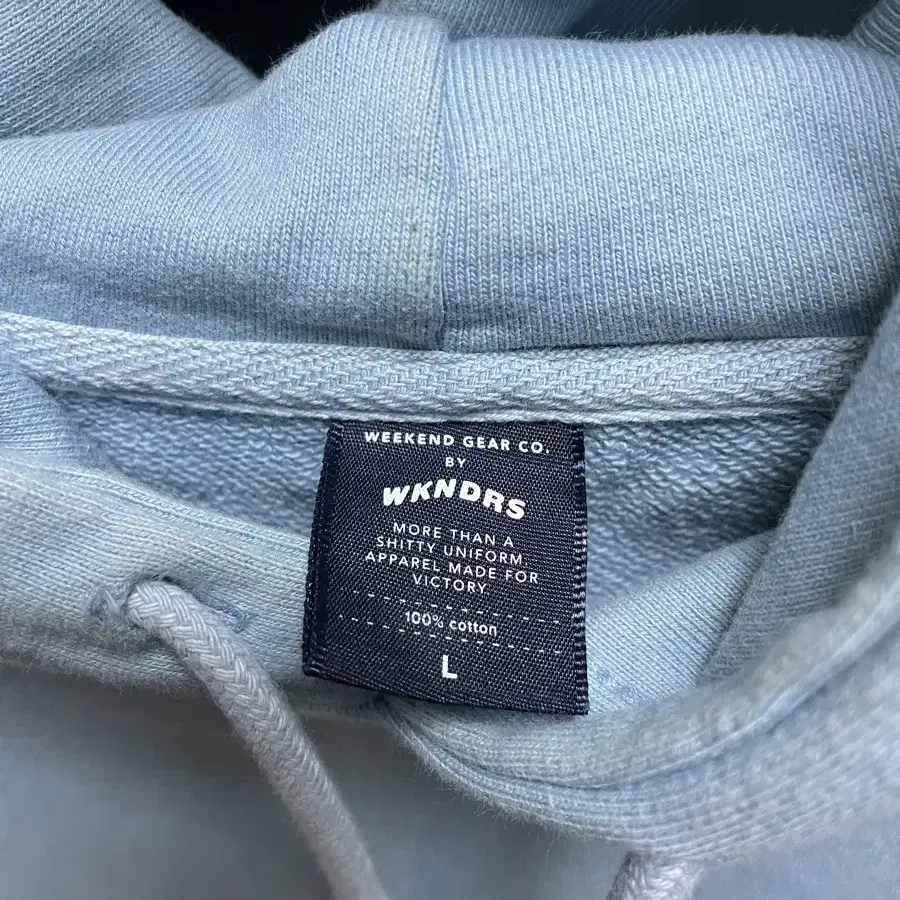 WEEKEND GEAR CO.
BY
WKNDRS
MORE THAN A
SHITTY UNIFORM
APPAREL MADE FOR
VICTORY
100% cotton
L